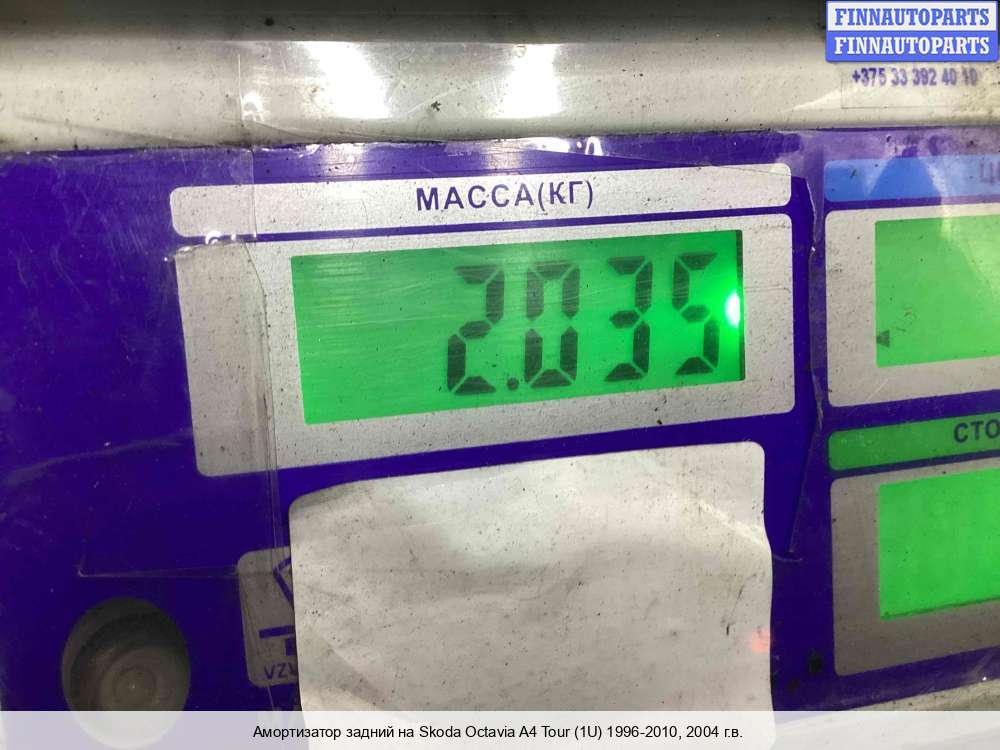 FINNAUTOPARTS
FINNAUTOPARTS
+375 33 392 40 10
МАССА(КГ)
2.035
Амортизатор задний на Skoda Octavia A4 Tour (1U) 1996-2010, 2004 г.в.